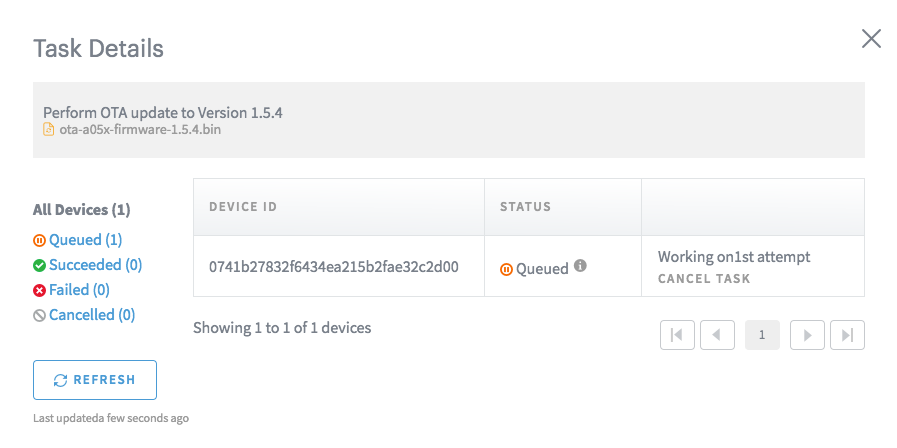 Task Details
Perform OTA update to Version 1.5.4
ota-a05x-firmware-1.5.4.bin
All Devices (1)
Queued (1)
Succeeded (0)
Failed (0)
Cancelled (0)
REFRESH
Last updateda few seconds ago
DEVICE ID STATUS
0741b27832f6434ea215b2fae32c2d00 Queued Working on1st attempt
CANCEL TASK
Showing 1 to 1 of 1 devices
1